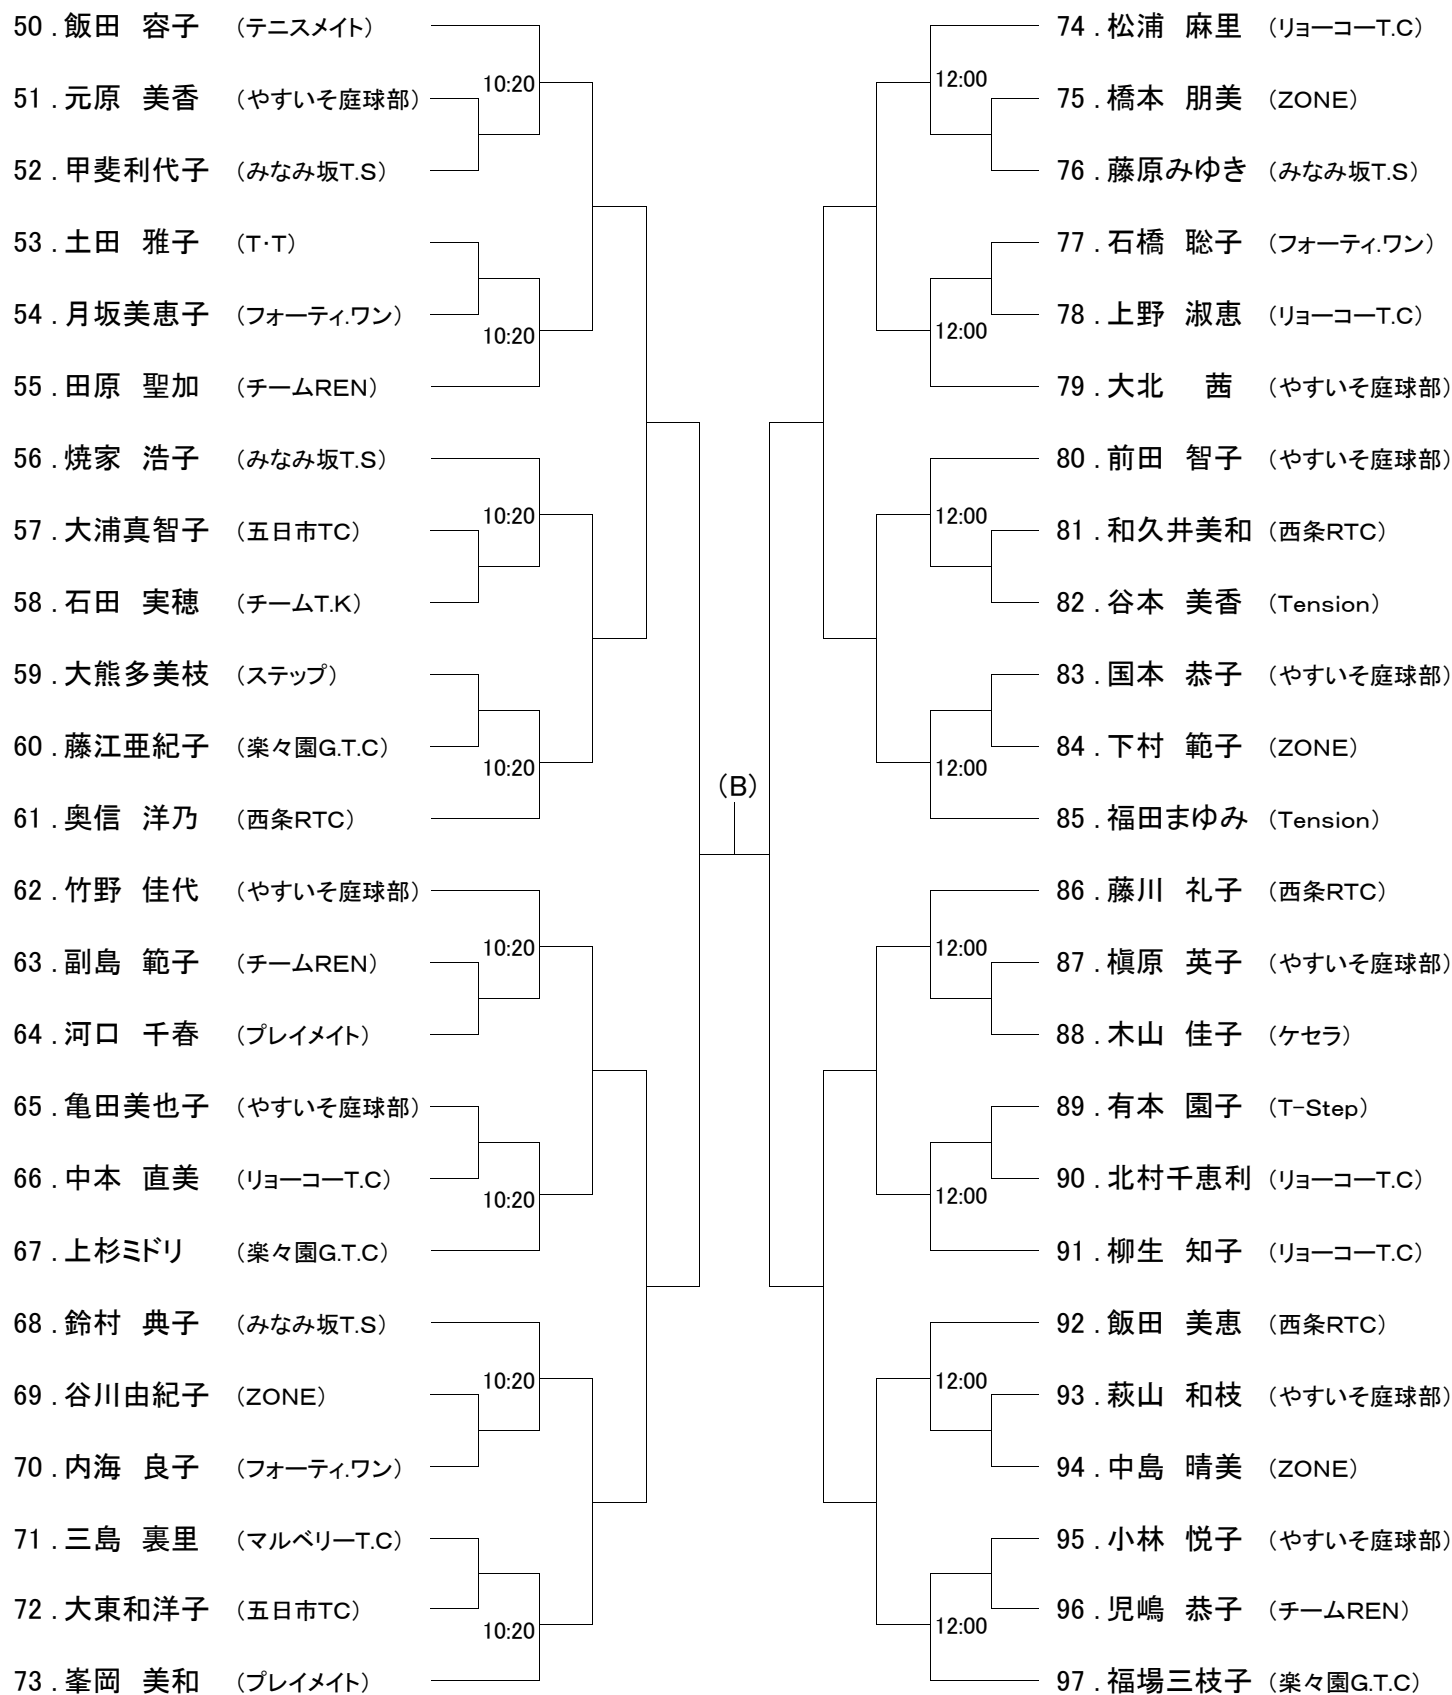 50 . 飯田　容子　（テニスメイト）
10:20
51 . 元原　美香　（やすいそ庭球部）
52 . 甲斐利代子　（みなみ坂T.S）
53 . 土田　雅子　（T・T）
54 . 月坂美恵子　（フォーティ.ワン）
10:20
55 . 田原　聖加　（チームREN）
56 . 焼家　浩子　（みなみ坂T.S）
10:20
57 . 大浦真智子　（五日市TC）
58 . 石田　実穂　（チームT.K）
59 . 大熊多美枝　（ステップ）
60 . 藤江亜紀子　（楽々園G.T.C）
10:20
61 . 奥信　洋乃　（西条RTC）
62 . 竹野　佳代　（やすいそ庭球部）
10:20
63 . 副島　範子　（チームREN）
64 . 河口　千春　（プレイメイト）
65 . 亀田美也子　（やすいそ庭球部）
66 . 中本　直美　（リョーコーT.C）
10:20
67 . 上杉ミドリ　（楽々園G.T.C）
68 . 鈴村　典子　（みなみ坂T.S）
10:20
69 . 谷川由紀子　（ZONE）
70 . 内海　良子　（フォーティ.ワン）
71 . 三島　裏里　（マルベリーT.C）
72 . 大東和洋子　（五日市TC）
10:20
73 . 峯岡　美和　（プレイメイト）
（B）
74 . 松浦　麻里　（リョーコーT.C）
12:00
75 . 橋本　朋美　（ZONE）
76 . 藤原みゆき　（みなみ坂T.S）
77 . 石橋　聡子　（フォーティ.ワン）
78 . 上野　淑恵　（リョーコーT.C）
12:00
79 . 大北　　茜　（やすいそ庭球部）
80 . 前田　智子　（やすいそ庭球部）
12:00
81 . 和久井美和　（西条RTC）
82 . 谷本　美香　（Tension）
83 . 国本　恭子　（やすいそ庭球部）
84 . 下村　範子　（ZONE）
12:00
85 . 福田まゆみ　（Tension）
86 . 藤川　礼子　（西条RTC）
12:00
87 . 槇原　英子　（やすいそ庭球部）
88 . 木山　佳子　（ケセラ）
89 . 有本　園子　（T-Step）
90 . 北村千恵利　（リョーコーT.C）
12:00
91 . 柳生　知子　（リョーコーT.C）
92 . 飯田　美恵　（西条RTC）
12:00
93 . 萩山　和枝　（やすいそ庭球部）
94 . 中島　晴美　（ZONE）
95 . 小林　悦子　（やすいそ庭球部）
96 . 児嶋　恭子　（チームREN）
12:00
97 . 福場三枝子　（楽々園G.T.C）